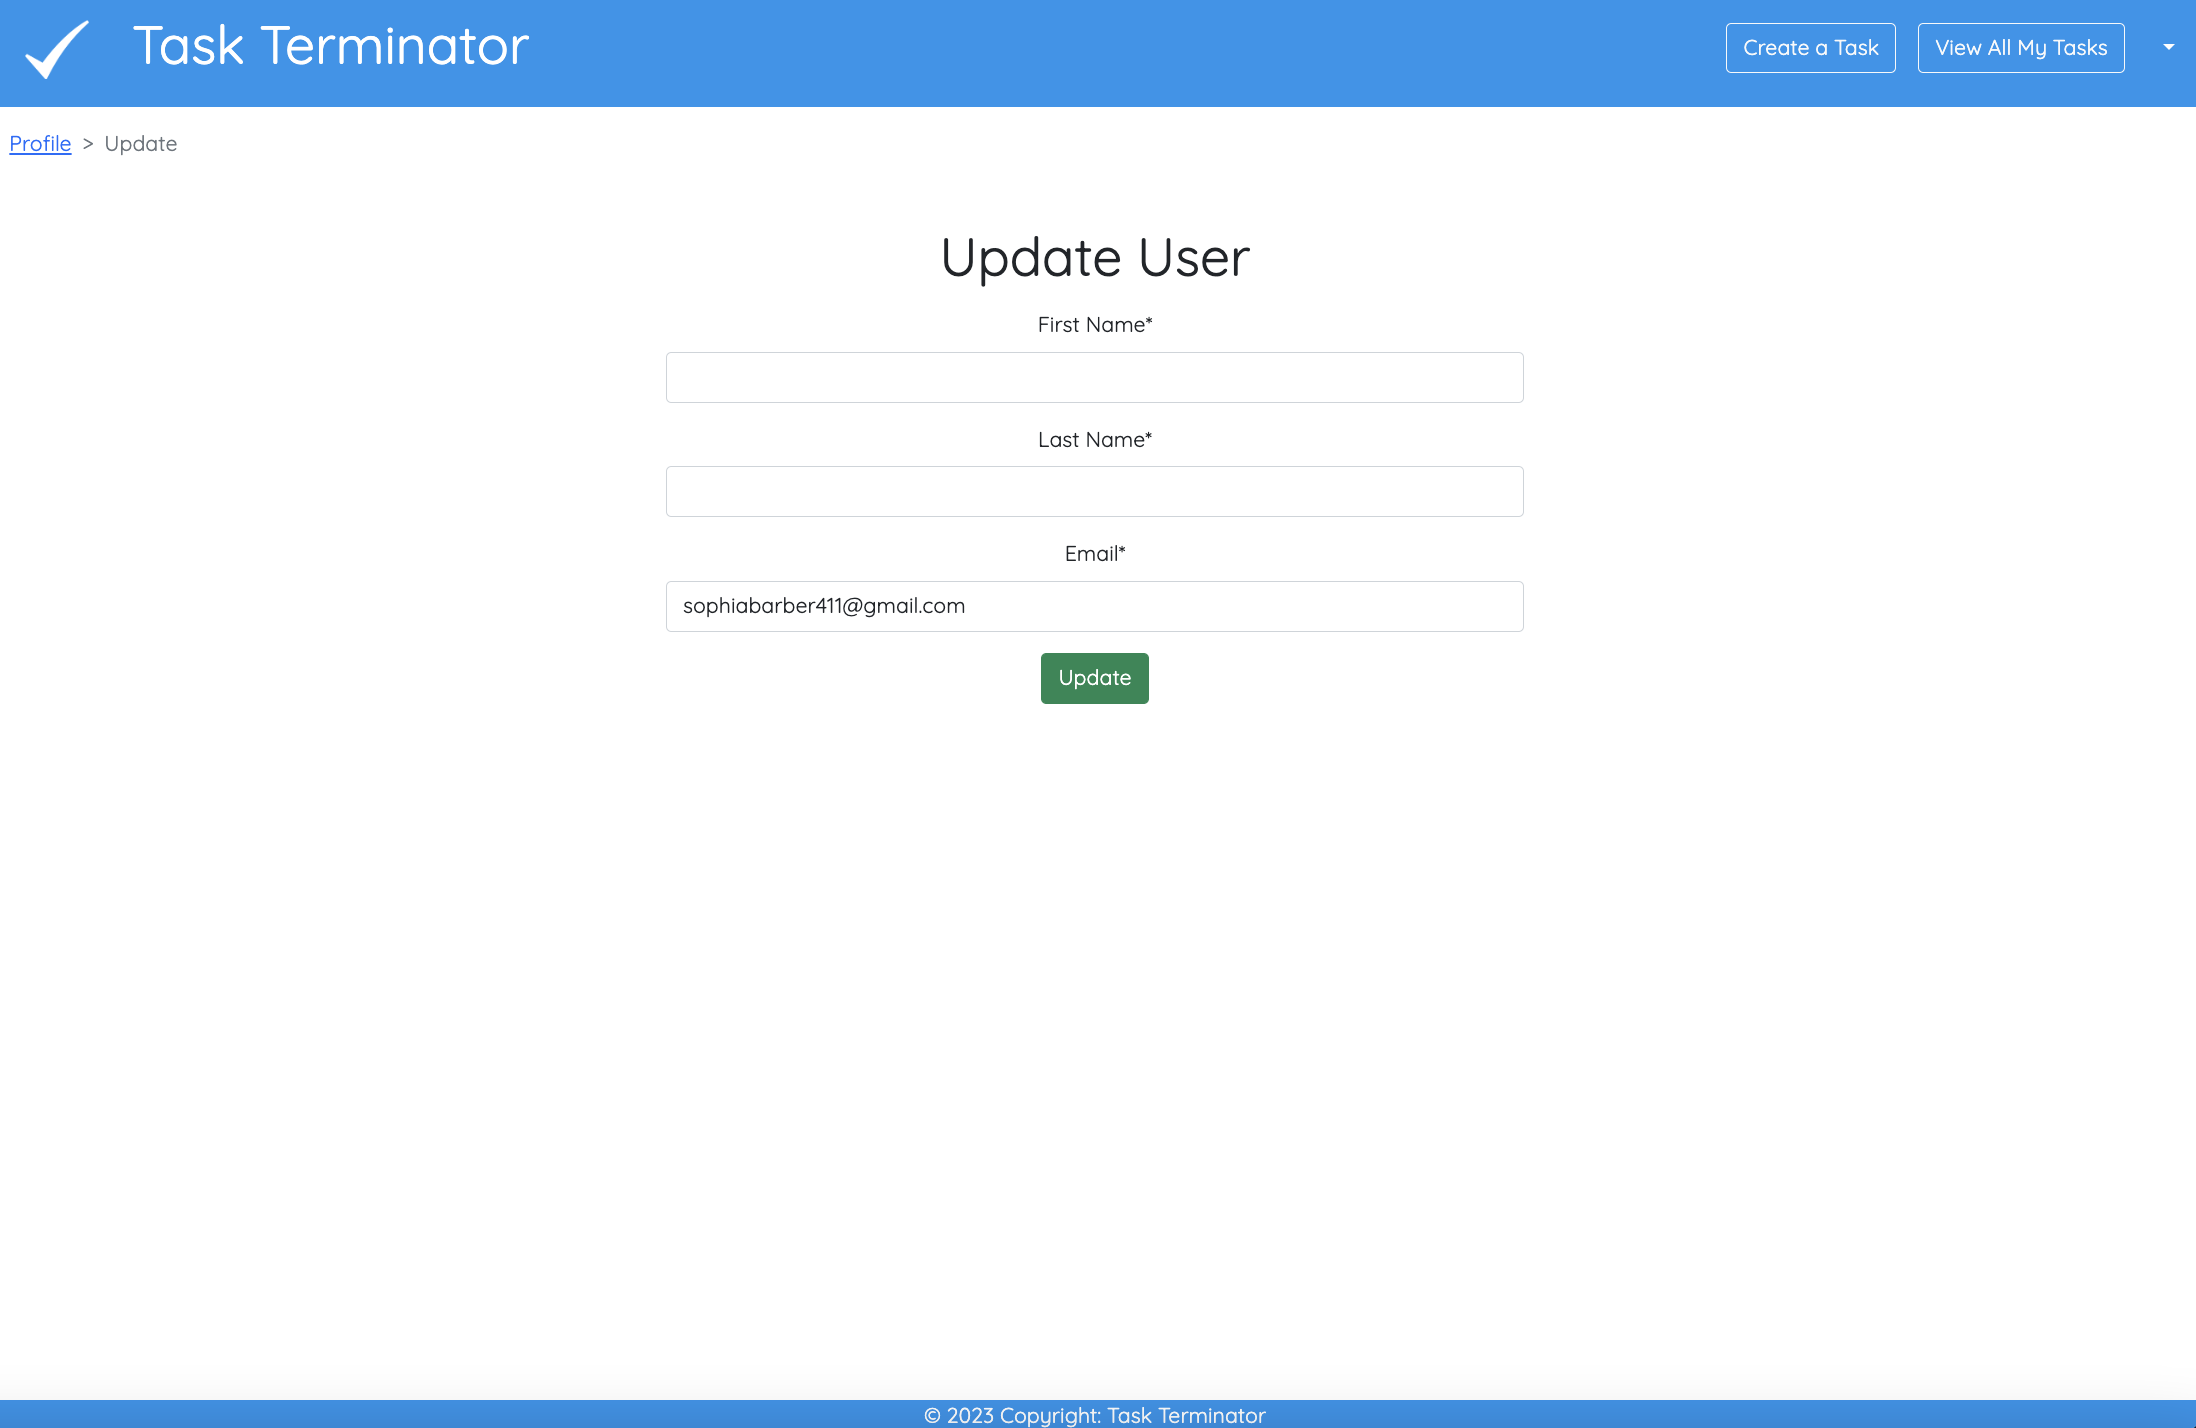 Task Terminator
Create a Task
View All My Tasks
Profile > Update
Update User
First Name*
Last Name*
Email*
sophiabarber411@gmail.com
Update
© 2023 Copyright: Task Terminator